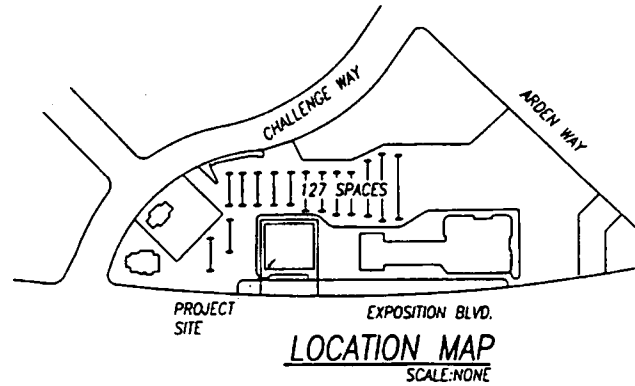 CHALLENGE WAY
ARDEN WAY
127 SPACES
PROJECT
SITE
EXPOSITION BLVD.
LOCATION MAP
SCALE:NONE